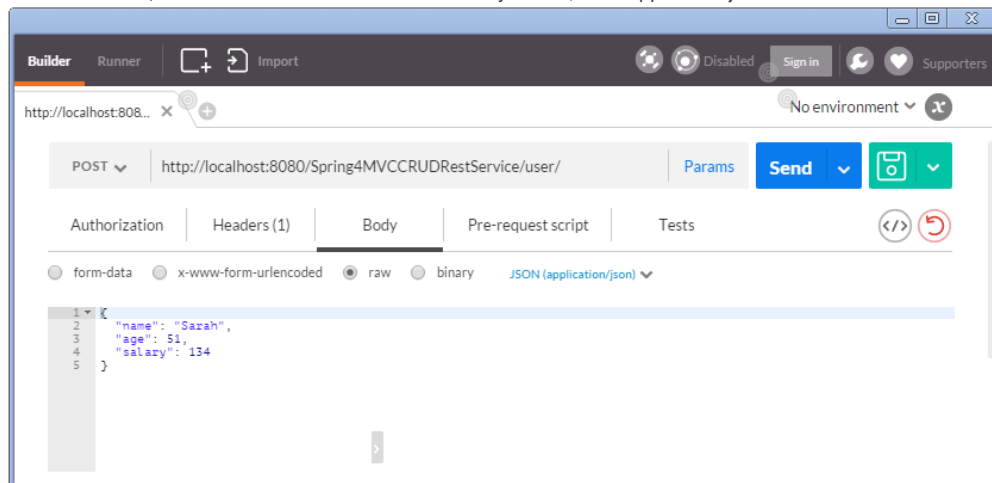 Builder Runner Import Disabled Sign in Supporters
http://localhost:808... No environment
POST http://localhost:8080/Spring4MVCCRUDRestService/user/ Params Send
Authorization Headers (1) Body Pre-request script Tests
form-data x-www-form-urlencoded raw binary JSON (application/json)
1 {
2 "name": "Sarah",
3 "age": 51,
4 "salary": 134
5 }